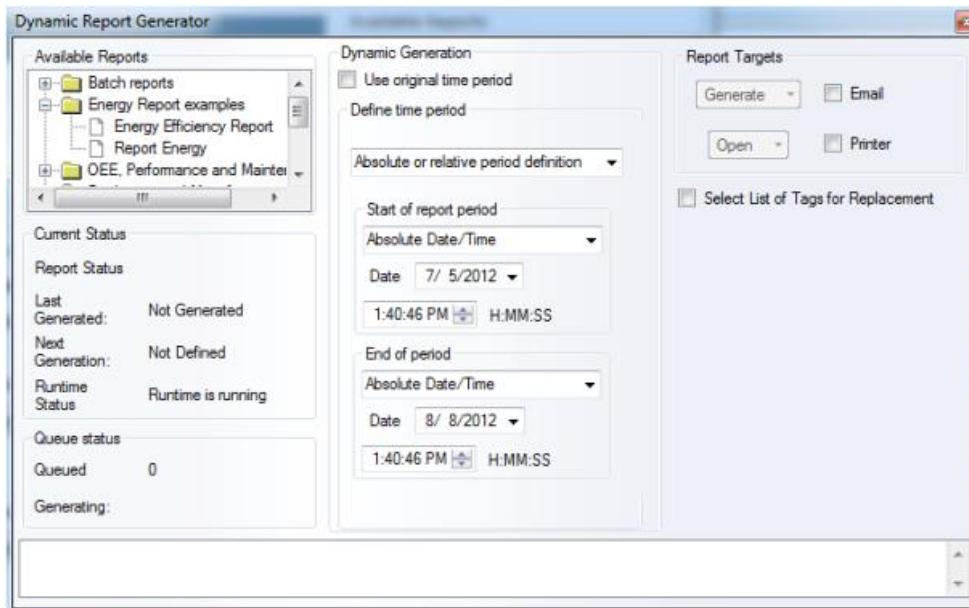 Dynamic Report Generator
Available Reports
Batch reports
Energy Report examples
Energy Efficiency Report
Report Energy
OEE, Performance and Mainter
Current Status
Report Status
Last Generated: Not Generated
Next Generation: Not Defined
Runtime Status Runtime is running
Queue status
Queued 0
Generating:
Dynamic Generation
Use original time period
Define time period
Absolute or relative period definition
Start of report period
Absolute Date/Time
Date 7/ 5/2012
1:40:46 PM H:MM:SS
End of period
Absolute Date/Time
Date 8/ 8/2012
1:40:46 PM H:MM:SS
Report Targets
Generate Email
Open Printer
Select List of Tags for Replacement